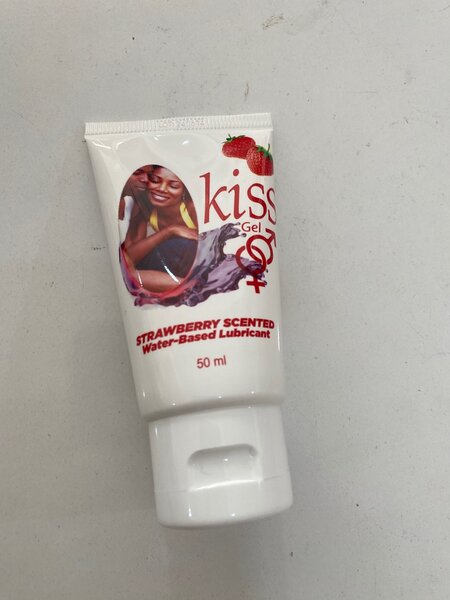 kiss
Gel
STRAWBERRY SCENTED
Water-Based Lubricant
50 ml